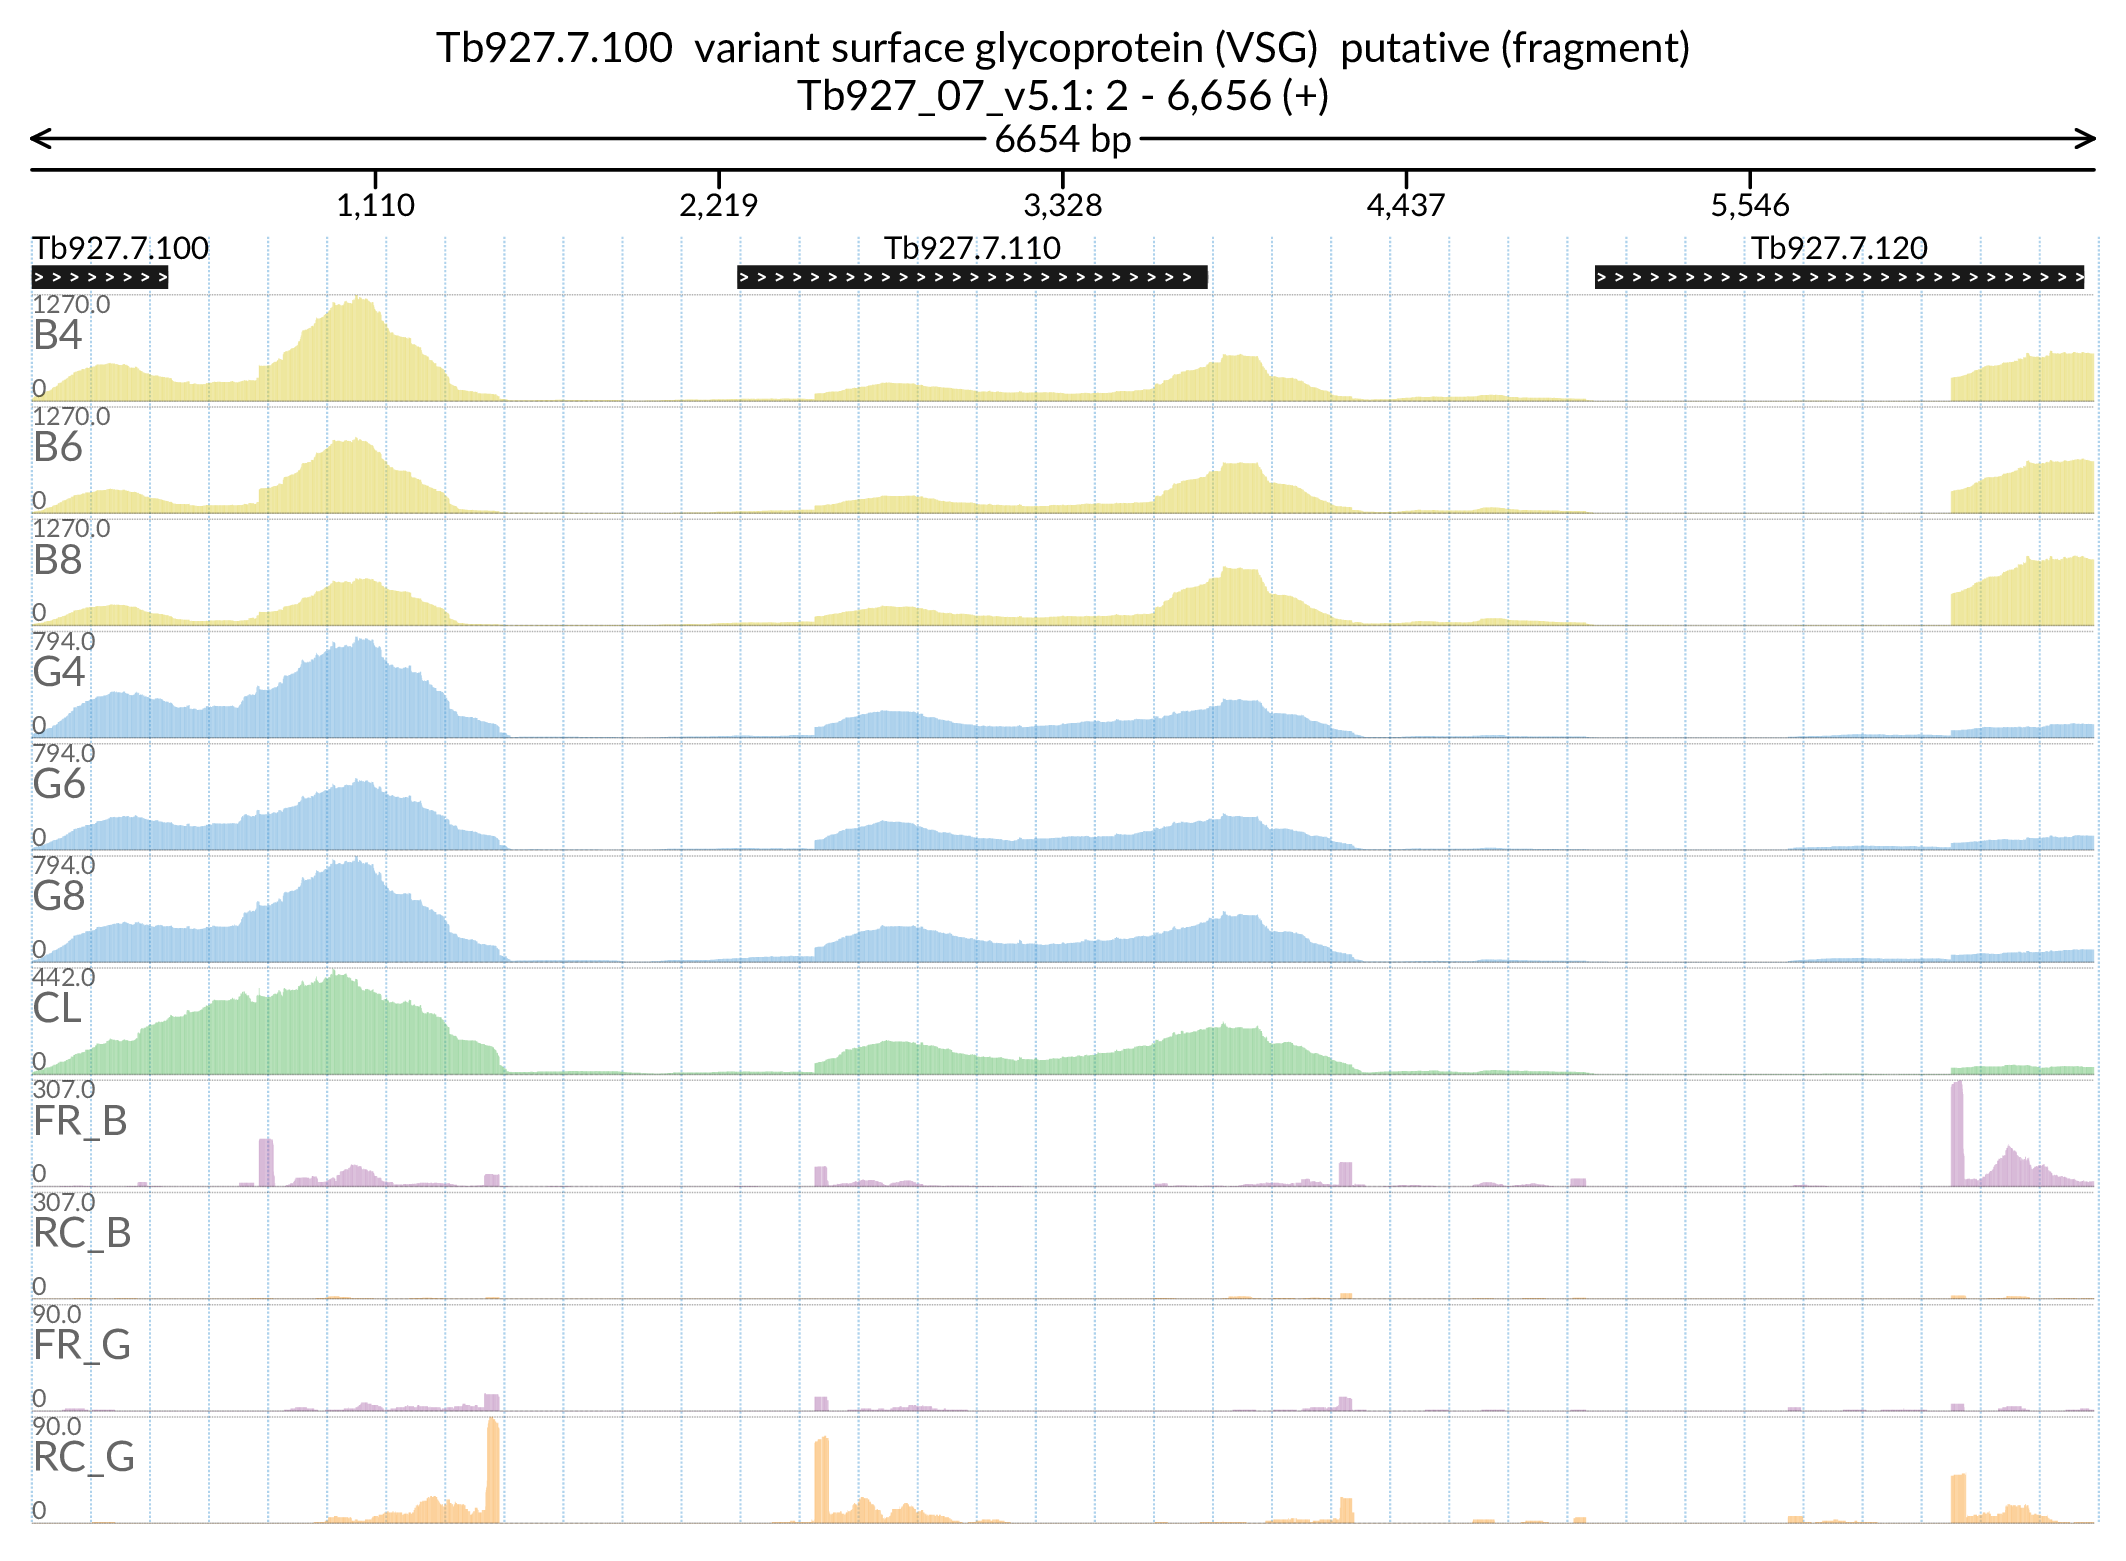 Tb927.7.100  variant surface glycoprotein (VSG)  putative (fragment)
Tb927_07_v5.1: 2 - 6,656 (+)
6654 bp
1,110 2,219 3,328 4,437 5,546
Tb927.7.100 Tb927.7.110 Tb927.7.120
1270.0
B4
0
1270.0
B6
0
1270.0
B8
0
794.0
G4
0
794.0
G6
0
794.0
G8
0
442.0
CL
0
307.0
FR_B
0
307.0
RC_B
0
90.0
FR_G
0
90.0
RC_G
0